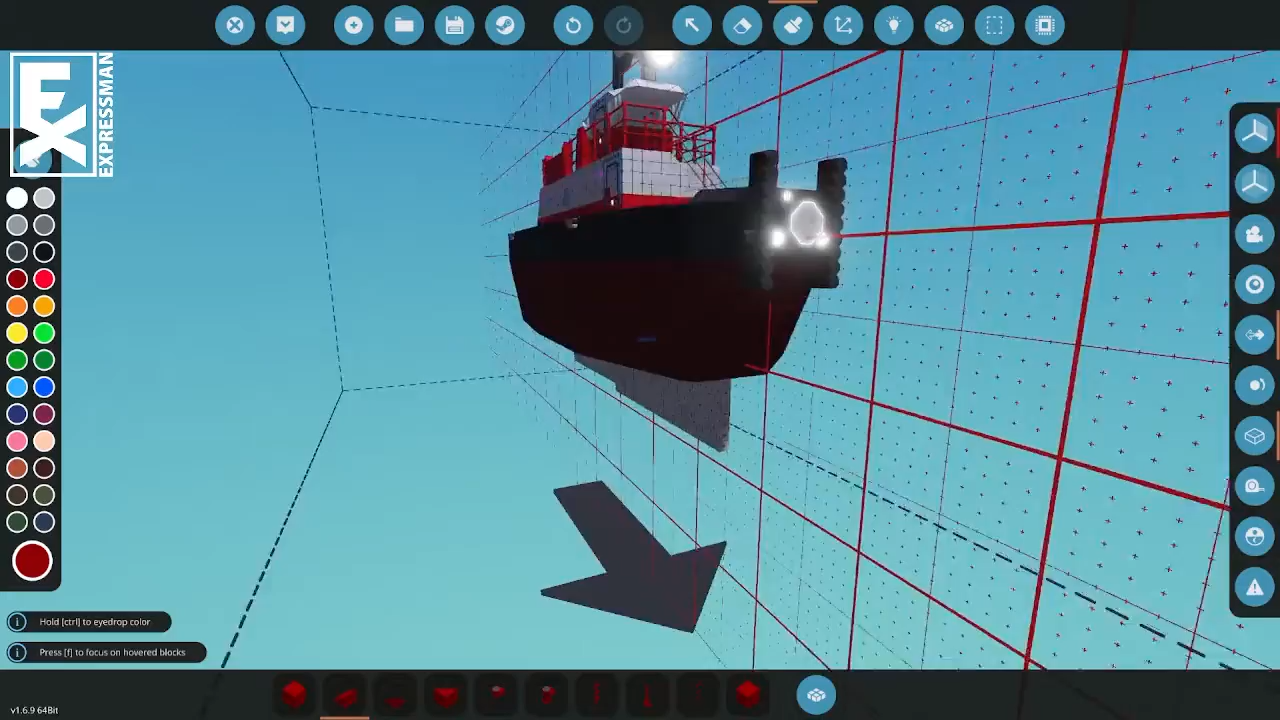 EX
EXPRESSMAN
Hold [ctrl] to eyedrop color
Press [f] to focus on hovered blocks
v1.6.9 64Bit